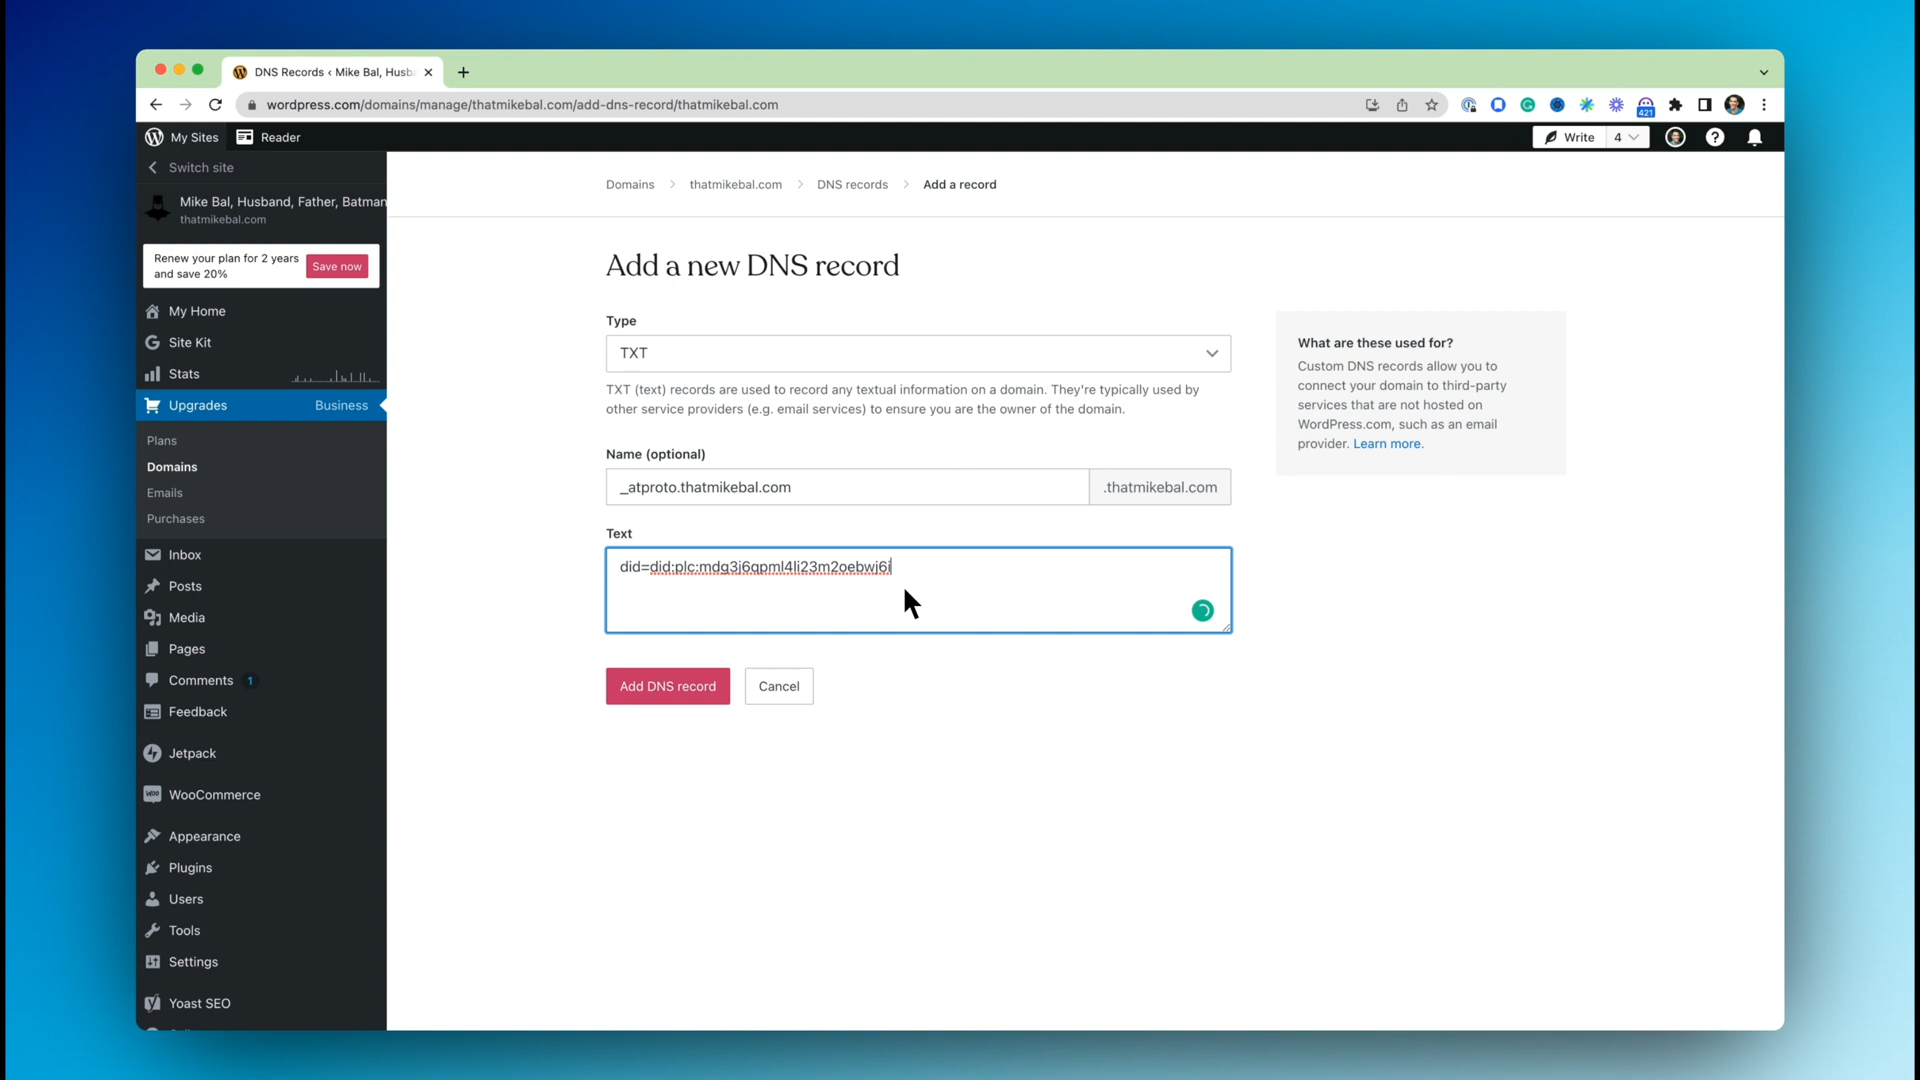 DNS Records ‹ Mike Bal, Husb
wordpress.com/domains/manage/thatmikebal.com/add-dns-record/thatmikebal.com
421
My Sites
Reader
Write
4
Switch site
Mike Bal, Husband, Father, Batman
thatmikebal.com
Renew your plan for 2 years
and save 20%
Save now
My Home
Site Kit
Stats
Upgrades
Business
Plans
Domains
Emails
Purchases
Inbox
Posts
Media
Pages
Comments 1
Feedback
Jetpack
WooCommerce
Appearance
Plugins
Users
Tools
Settings
Yoast SEO
Domains > thatmikebal.com > DNS records > Add a record
Add a new DNS record
Type
TXT
TXT (text) records are used to record any textual information on a domain. They're typically used by
other service providers (e.g. email services) to ensure you are the owner of the domain.
Name (optional)
_atproto.thatmikebal.com
.thatmikebal.com
Text
did=did:plc:mdg3j6qpml4li23m2oebwj6i
Add DNS record
Cancel
What are these used for?
Custom DNS records allow you to
connect your domain to third-party
services that are not hosted on
WordPress.com, such as an email
provider. Learn more.